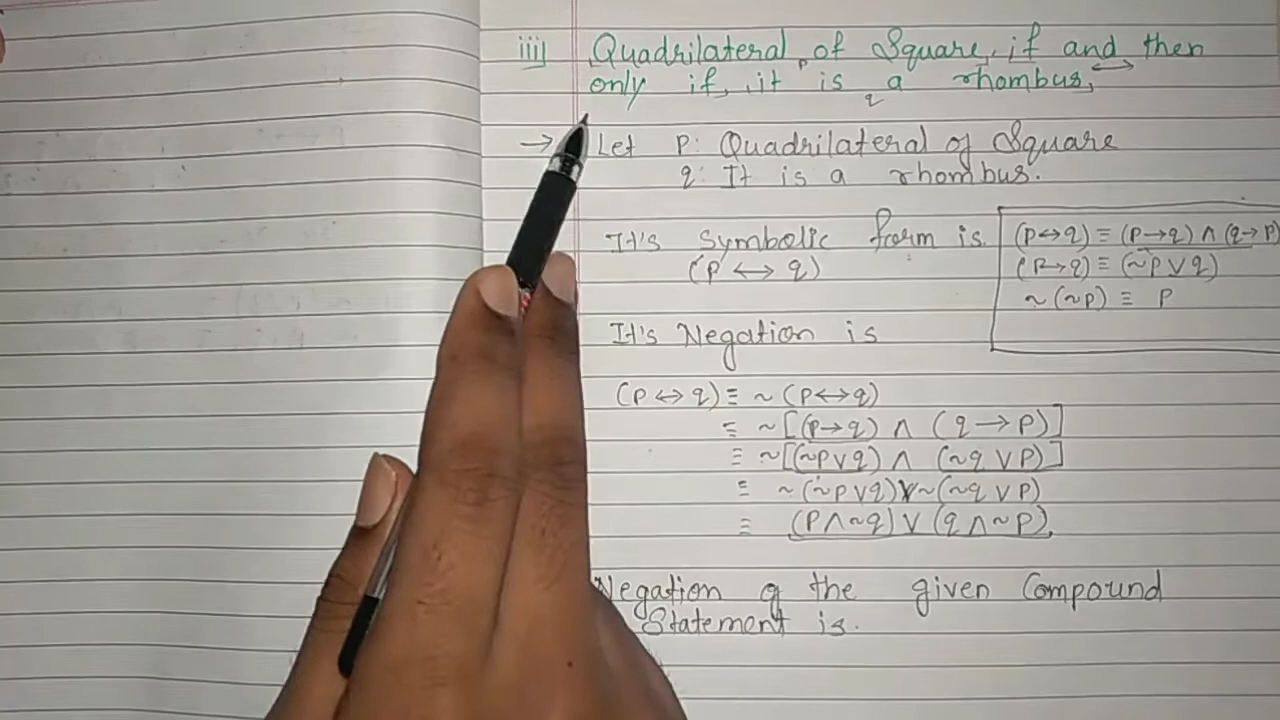 iii) Quadrilateral of Square, if and then
p ↔
only if, it is a rhombus,
q
→ Let p: Quadrilateral of Square
q: It is a rhombus.
It's Symbolic form is
(p ↔ q)
(p↔q) ≡ (p→q) ∧ (q→p)
(p→q) ≡ (~p∨q)
~(~p) ≡ p
It's Negation is
(p ↔ q) ≡ ~ (p↔q)
≡ ~[(p→q) ∧ (q → p)]
≡ ~[(~p∨q) ∧ (~q ∨ p)]
≡ ~(~p∨q)∨~(~q ∨ p)
≡ (p∧~q) ∨ (q∧~p),
Negation of the given Compound
Statement is.